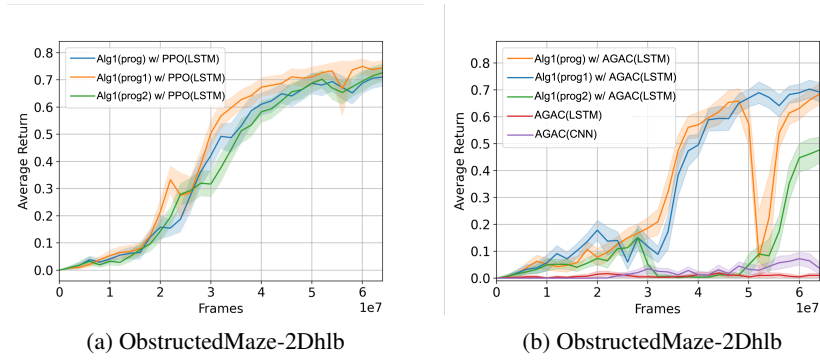 0.8
0.7
0.6
0.5
0.4
0.3
0.2
0.1
0.0
Average Return
Alg1(prog) w/ PPO(LSTM)
Alg1(prog1) w/ PPO(LSTM)
Alg1(prog2) w/ PPO(LSTM)
0 1 2 3 4 5 6
1e7
Frames
(a) ObstructedMaze-2Dhlb
0.8
0.7
0.6
0.5
0.4
0.3
0.2
0.1
0.0
Average Return
Alg1(prog) w/ AGAC(LSTM)
Alg1(prog1) w/ AGAC(LSTM)
Alg1(prog2) w/ AGAC(LSTM)
AGAC(LSTM)
AGAC(CNN)
0 1 2 3 4 5 6
1e7
Frames
(b) ObstructedMaze-2Dhlb